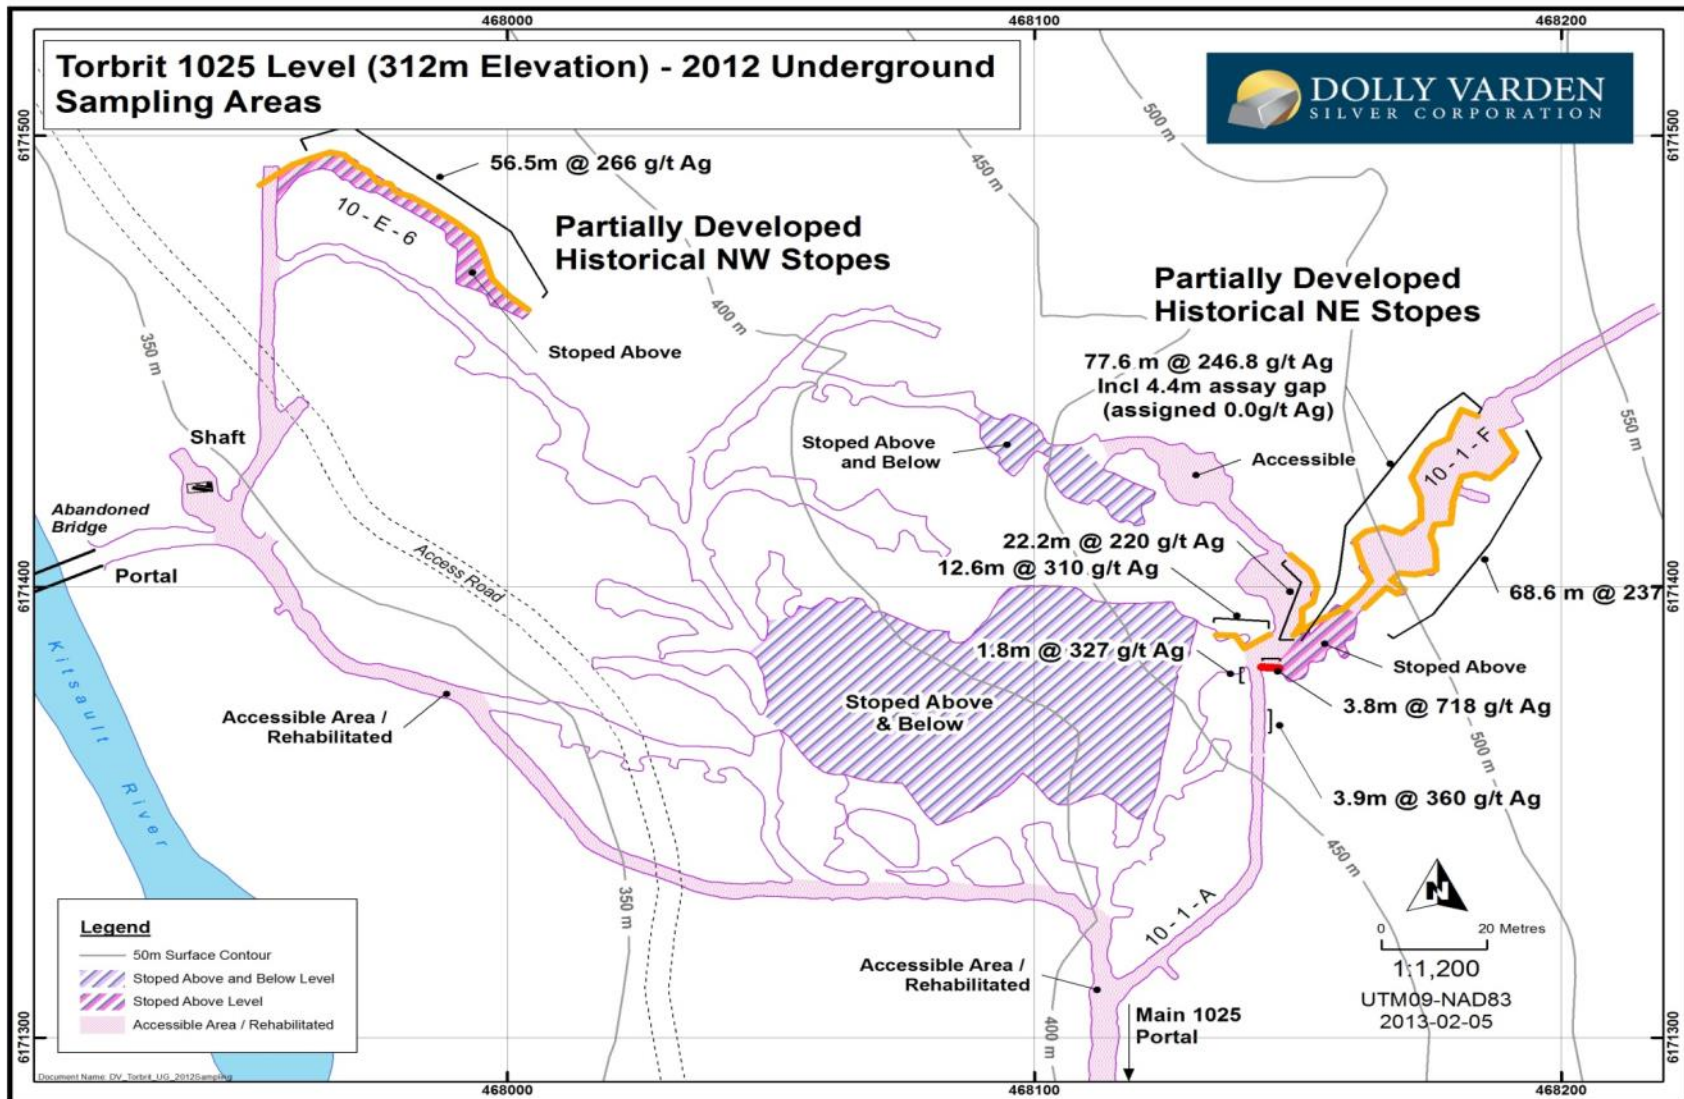 468000
468100
468200
Torbrit 1025 Level (312m Elevation) - 2012 Underground
Sampling Areas
DOLLY VARDEN
SILVER CORPORATION
6171500
6171500
500 m
450 m
56.5m @ 266 g/t Ag
10 - E - 6
Partially Developed
Historical NW Stopes
Partially Developed
Historical NE Stopes
400 m
350 m
Stoped Above
77.6 m @ 246.8 g/t Ag
Incl 4.4m assay gap
(assigned 0.0g/t Ag)
550 m
Shaft
Stoped Above
and Below
Accessible
10 - 1 - F
Abandoned
Bridge
Portal
Access Road
22.2m @ 220 g/t Ag
12.6m @ 310 g/t Ag
6171400
6171400
68.6 m @ 237
1.8m @ 327 g/t Ag
Stoped Above
Kitsault
River
Accessible Area /
Rehabilitated
Stoped Above
& Below
3.8m @ 718 g/t Ag
500 m
3.9m @ 360 g/t Ag
450 m
350 m
10 - 1 - A
N
0 20 Metres
1:1,200
UTM09-NAD83
2013-02-05
Accessible Area /
Rehabilitated
Main 1025
Portal
400 m
6171300
6171300
Legend
50m Surface Contour
Stoped Above and Below Level
Stoped Above Level
Accessible Area / Rehabilitated
Document Name: DV_Torbrit_UG_2012Sampling
468000
468100
468200